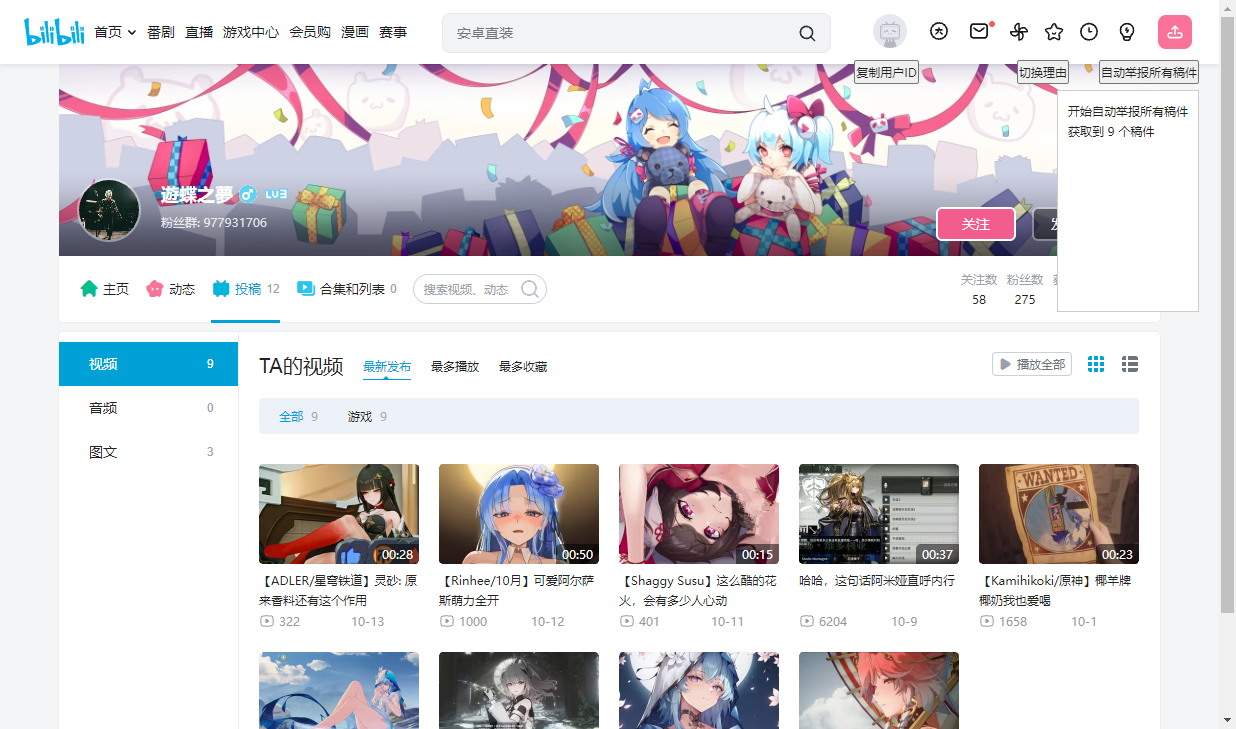 bilibili
首页 番剧 直播 游戏中心 会员购 漫画 赛事
安卓直装
复制用户ID 切换理由 自动举报所有稿件
开始自动举报所有稿件
获取到 9 个稿件
遊蝶之夢 LV3
粉丝群: 977931706
关注
主页 动态 投稿 12 合集和列表 0
搜索视频、动态
关注数 粉丝数
58 275
视频 9
音频 0
图文 3
TA的视频 最新发布 最多播放 最多收藏
播放全部
全部 9 游戏 9
WANTED
00:28 00:50 00:15 00:37 00:23
【ADLER/星穹铁道】灵砂: 原
来香料还有这个作用
322 10-13
【Rinhee/10月】可爱阿尔萨
斯萌力全开
1000 10-12
【Shaggy Susu】这么酷的花
火，会有多少人心动
401 10-11
哈哈，这句话阿米娅直呼内行
6204 10-9
【Kamihikoki/原神】椰羊牌
椰奶我也爱喝
1658 10-1